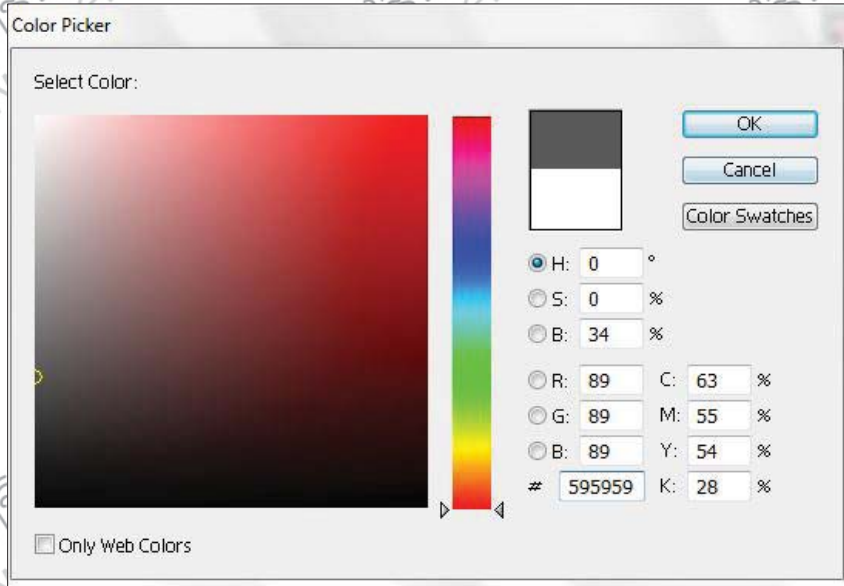 Color Picker
Select Color:
OK
Cancel
Color Swatches
H: 0 °
S: 0 %
B: 34 %
R: 89 C: 63 %
G: 89 M: 55 %
B: 89 Y: 54 %
# 595959 K: 28 %
Only Web Colors